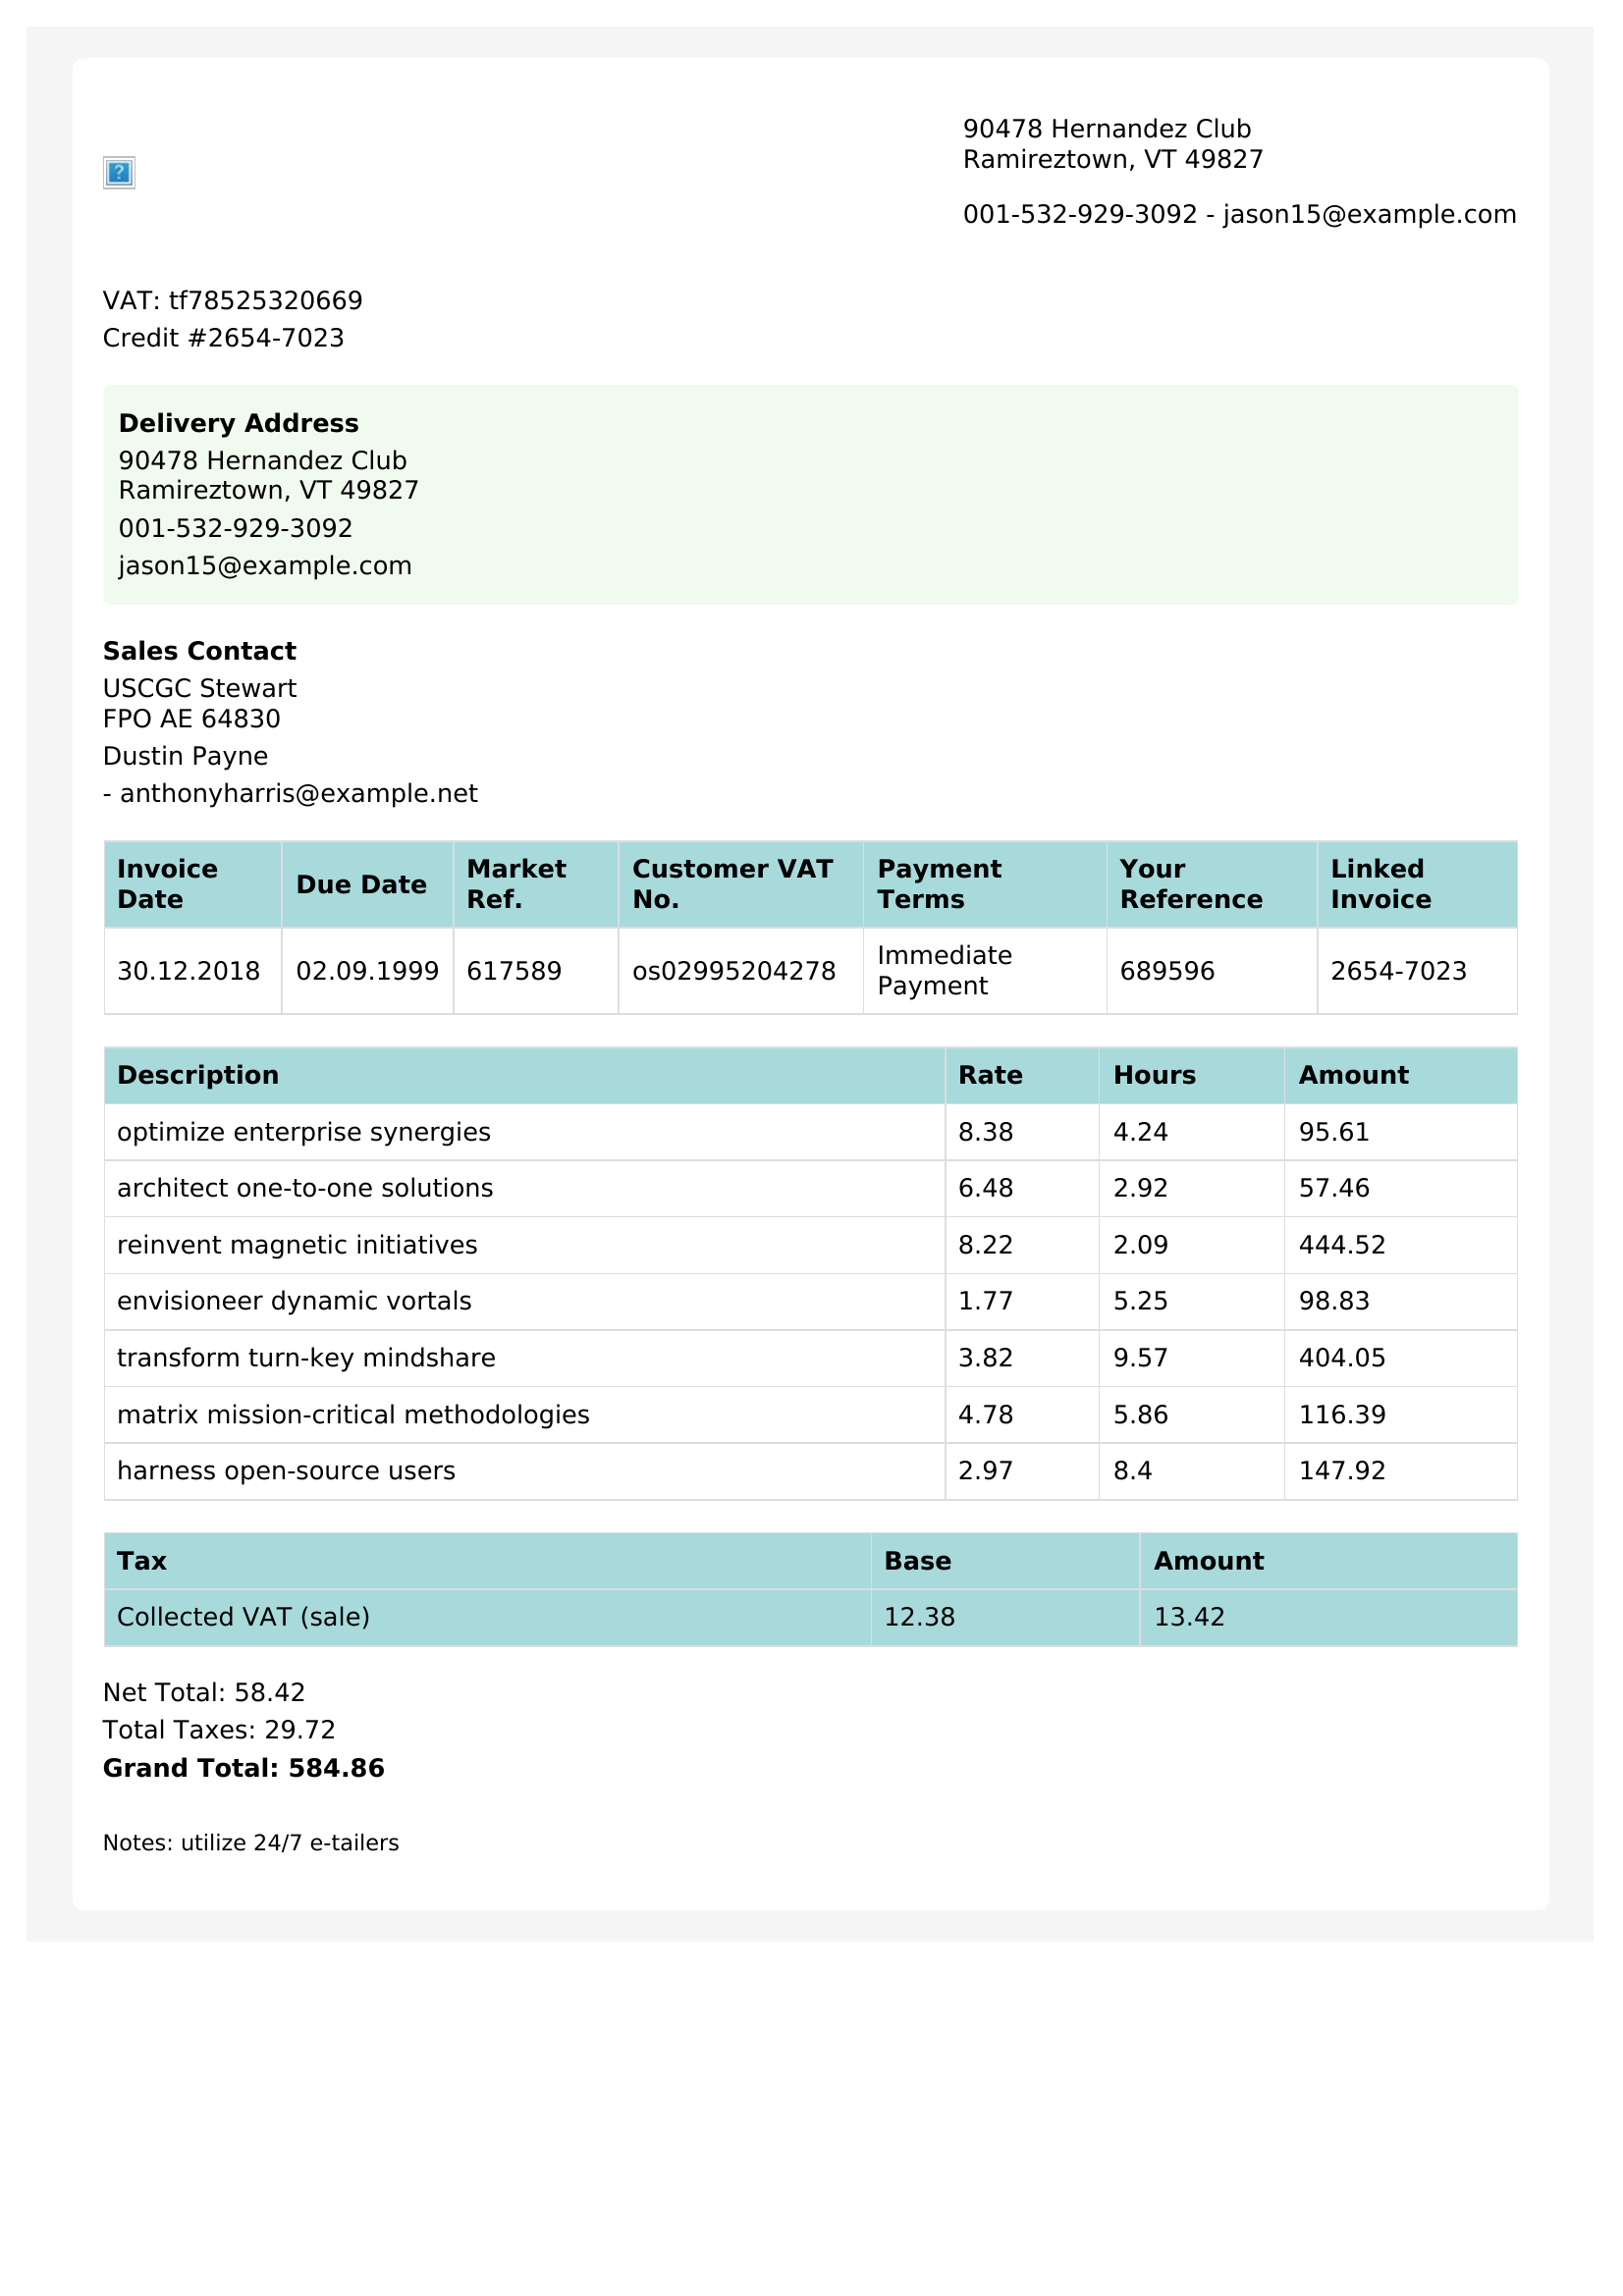 90478 Hernandez Club
Ramireztown, VT 49827
001-532-929-3092 - jason15@example.com
VAT: tf78525320669
Credit #2654-7023
Delivery Address
90478 Hernandez Club
Ramireztown, VT 49827
001-532-929-3092
jason15@example.com
Sales Contact
USCGC Stewart
FPO AE 64830
Dustin Payne
- anthonyharris@example.net
Invoice Date Due Date Market Ref. Customer VAT No. Payment Terms Your Reference Linked Invoice
30.12.2018 02.09.1999 617589 os02995204278 Immediate Payment 689596 2654-7023
Description Rate Hours Amount
optimize enterprise synergies 8.38 4.24 95.61
architect one-to-one solutions 6.48 2.92 57.46
reinvent magnetic initiatives 8.22 2.09 444.52
envisioneer dynamic vortals 1.77 5.25 98.83
transform turn-key mindshare 3.82 9.57 404.05
matrix mission-critical methodologies 4.78 5.86 116.39
harness open-source users 2.97 8.4 147.92
Tax Base Amount
Collected VAT (sale) 12.38 13.42
Net Total: 58.42
Total Taxes: 29.72
Grand Total: 584.86
Notes: utilize 24/7 e-tailers